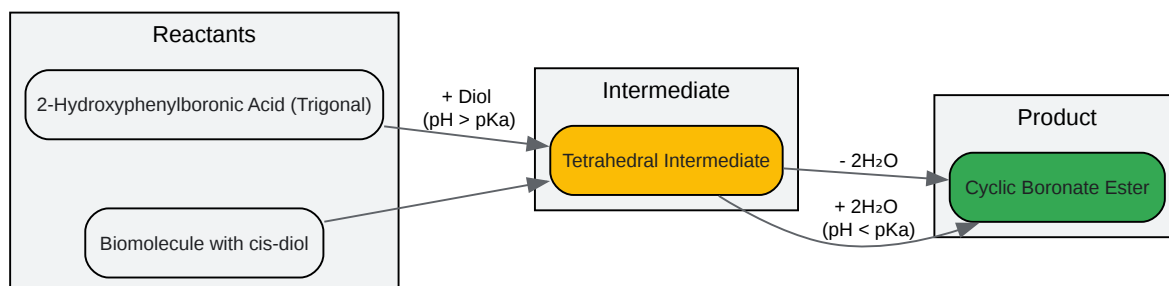 Reactants
2-Hydroxyphenylboronic Acid (Trigonal)
Biomolecule with cis-diol
+ Diol
(pH > pKa)
Intermediate
Tetrahedral Intermediate
- 2H₂O
+ 2H₂O
(pH < pKa)
Product
Cyclic Boronate Ester